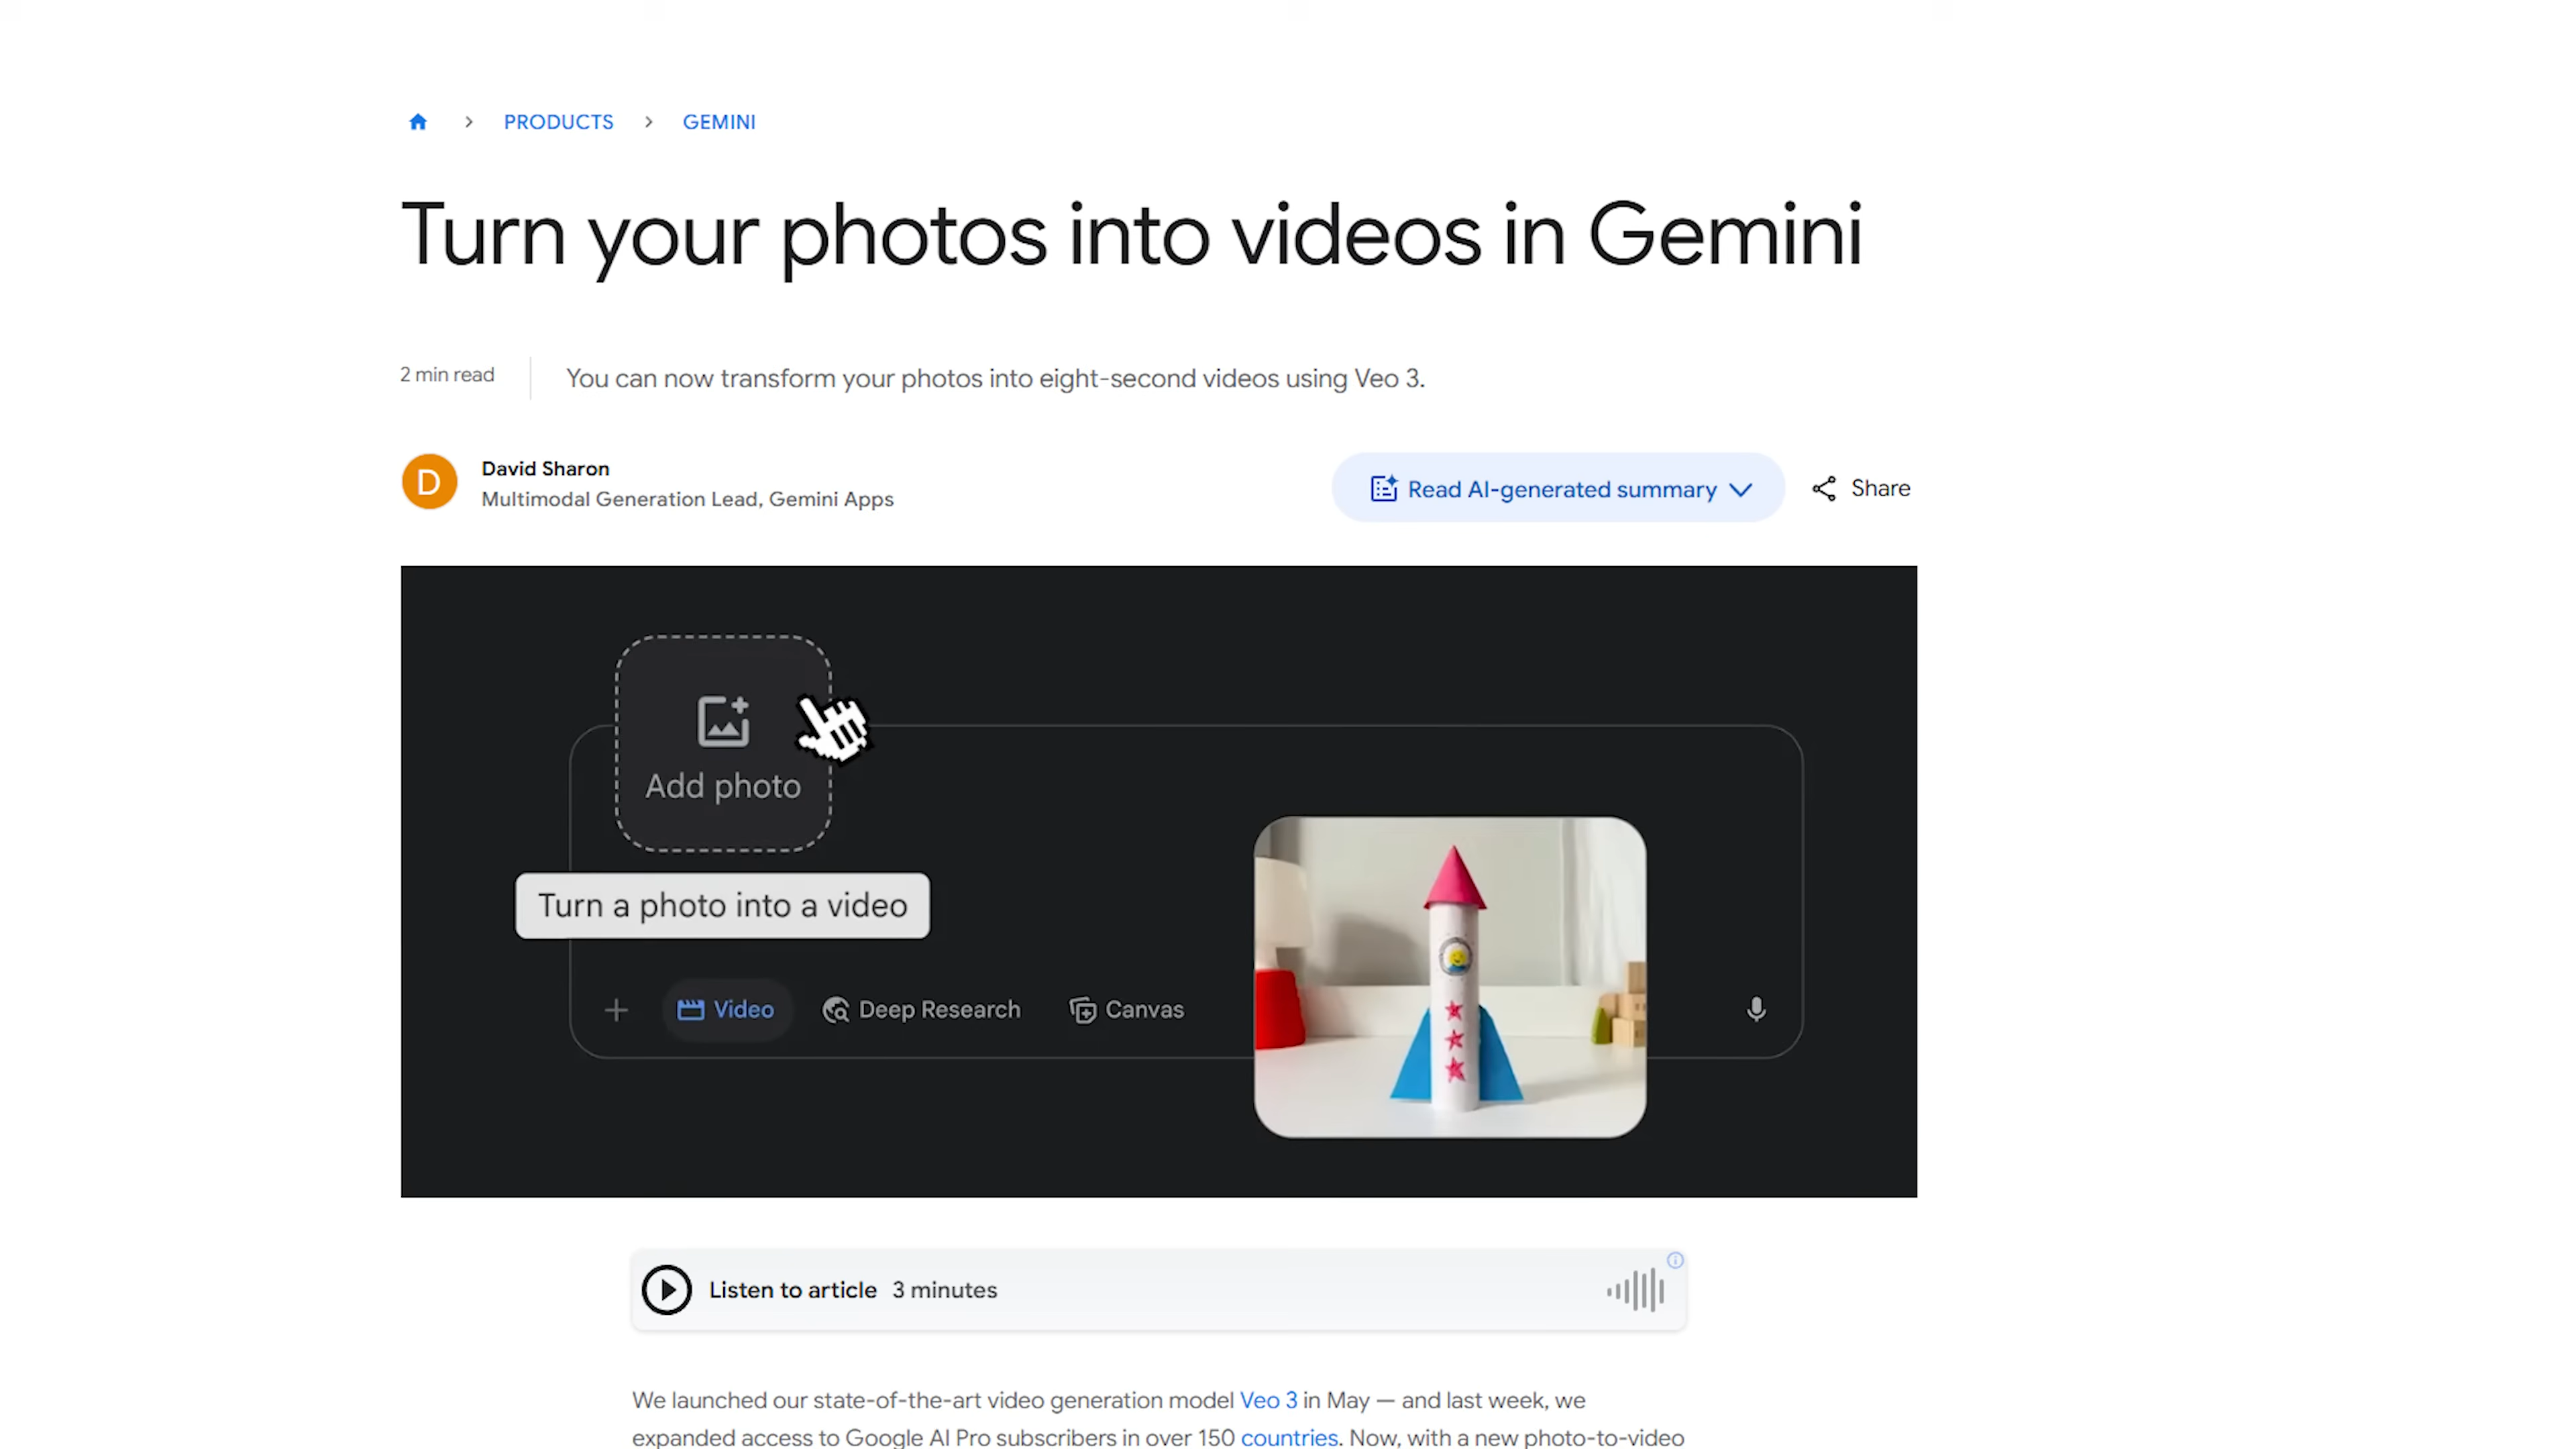 PRODUCTS > GEMINI
Turn your photos into videos in Gemini
2 min read
You can now transform your photos into eight-second videos using Veo 3.
D
David Sharon
Multimodal Generation Lead, Gemini Apps
Read AI-generated summary
Share
Add photo
Turn a photo into a video
Video
Deep Research
Canvas
Listen to article 3 minutes
We launched our state-of-the-art video generation model Veo 3 in May — and last week, we
expanded access to Google AI Pro subscribers in over 150 countries. Now, with a new photo-to-video